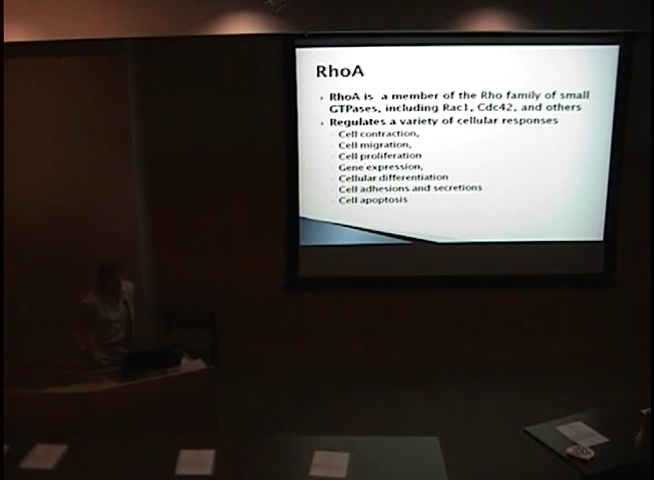 RhoA
RhoA is a member of the Rho family of small
GTPases, including Rac1, Cdc42, and others
Regulates a variety of cellular responses
Cell contraction,
Cell migration,
Cell proliferation
Gene expression,
Cellular differentiation
Cell adhesions and secretions
Cell apoptosis